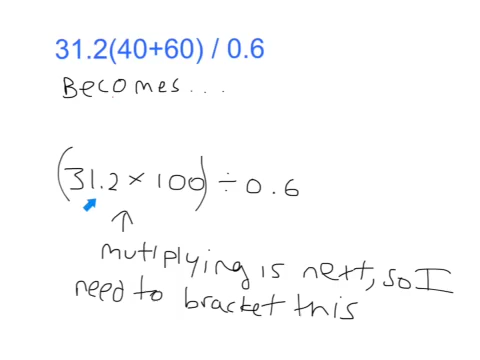 31.2(40+60) / 0.6
Becomes...
(31.2 × 100) ÷ 0.6
mutiplying is next, so I
need to bracket this